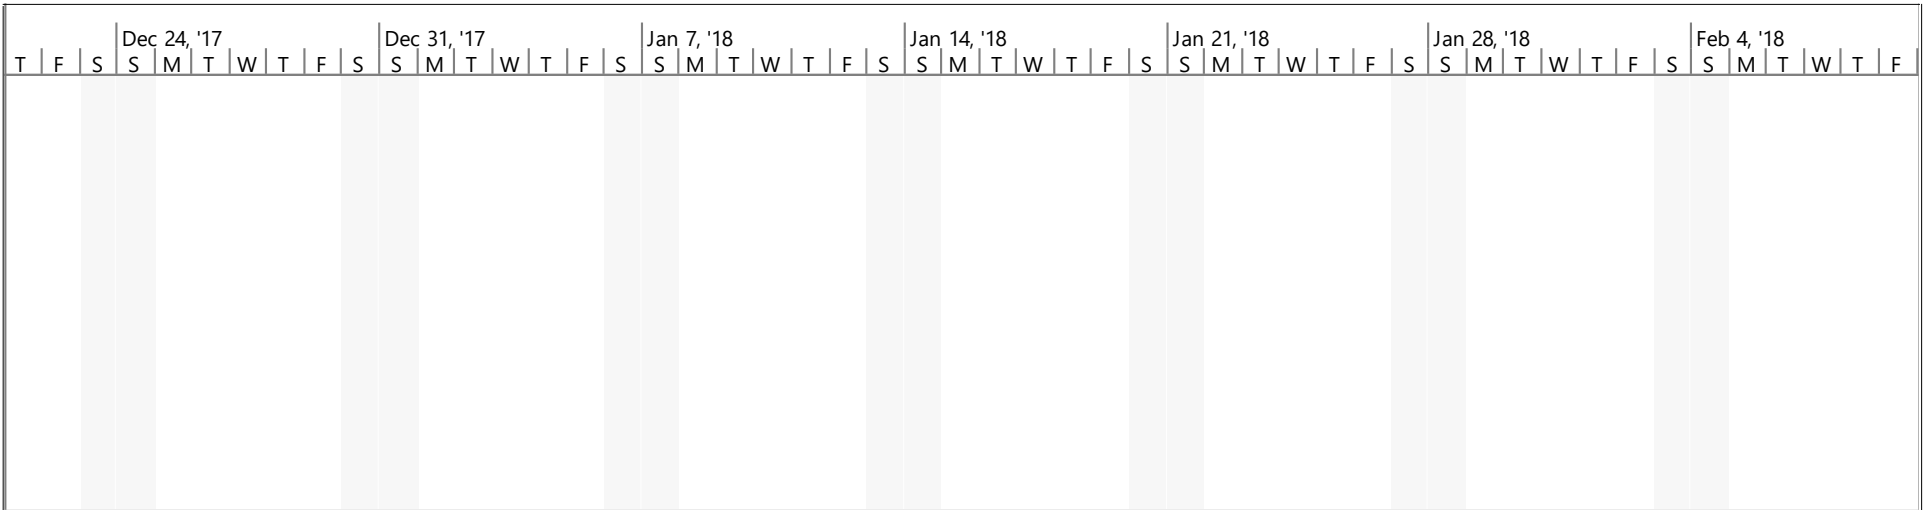 Dec 24, '17 Dec 31, '17 Jan 7, '18 Jan 14, '18 Jan 21, '18 Jan 28, '18 Feb 4, '18
T F S S M T W T F S S M T W T F S S M T W T F S S M T W T F S S M T W T F S S M T W T F S S M T W T F